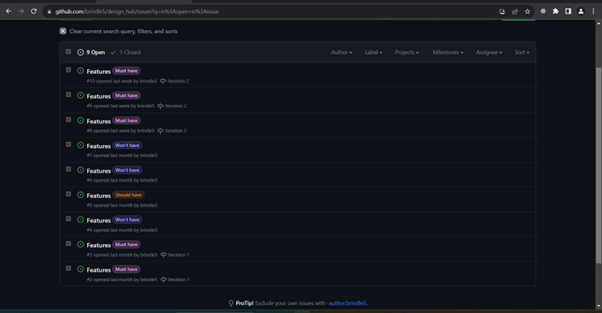 github.com/brindle5/design_hub/issues?q=is%3Aopen+is%3Aissue
Clear current search query, filters, and sorts
9 Open 1 Closed Author Label Projects Milestones Assignee Sort
Features Must have
#10 opened last week by brindle5 Iteration 2
Features Must have
#9 opened last week by brindle5 Iteration 2
Features Must have
#8 opened last week by brindle5 Iteration 2
Features Won't have
#7 opened last month by brindle5
Features Won't have
#6 opened last month by brindle5
Features Should have
#5 opened last month by brindle5
Features Won't have
#4 opened last month by brindle5
Features Must have
#3 opened last month by brindle5 Iteration 1
Features Must have
#2 opened last month by brindle5 Iteration 1
ProTip! Exclude your own issues with -author:brindle5.